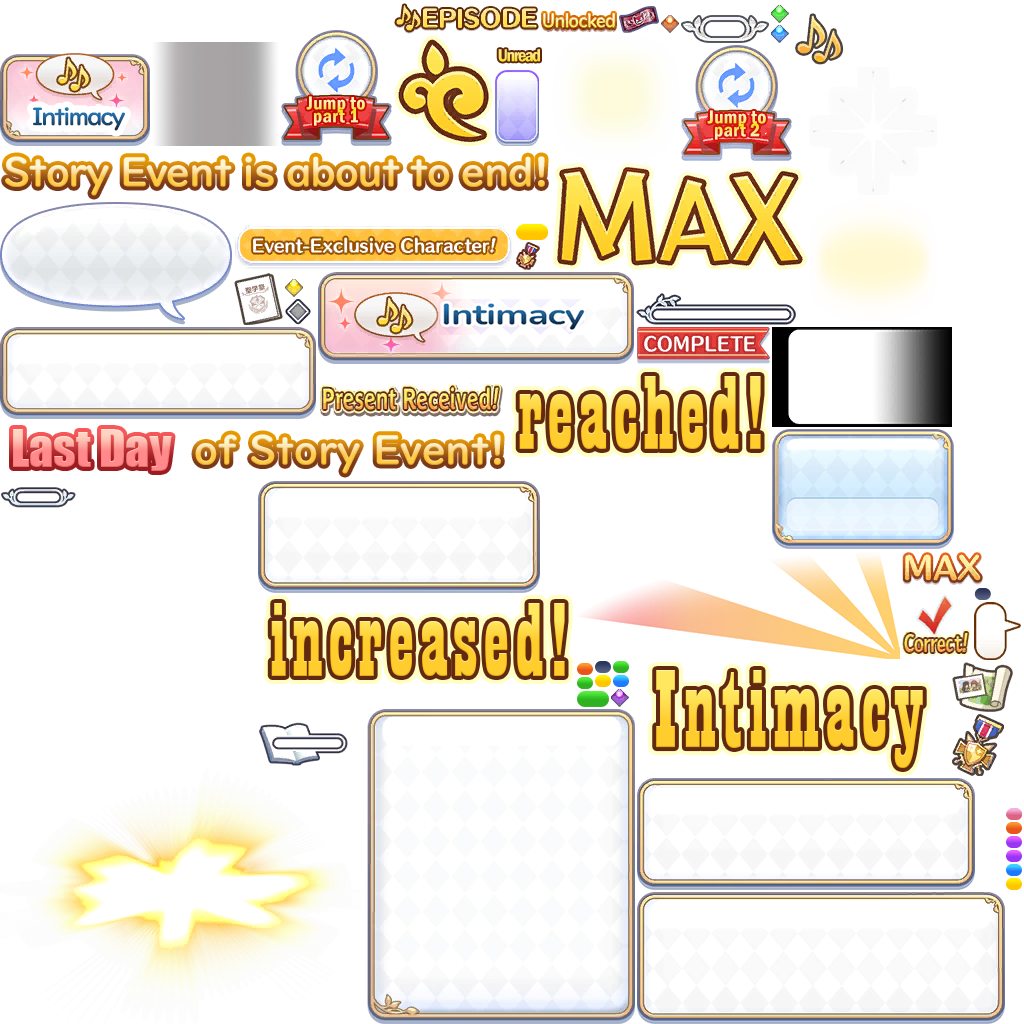 EPISODE Unlocked
Unread
Intimacy
Jump to
part 1
Jump to
part 2
Story Event is about to end!
MAX
Event-Exclusive Character!
Intimacy
COMPLETE
Present Received!
reached!
Last Day of Story Event!
MAX
increased!
Correct!
Intimacy